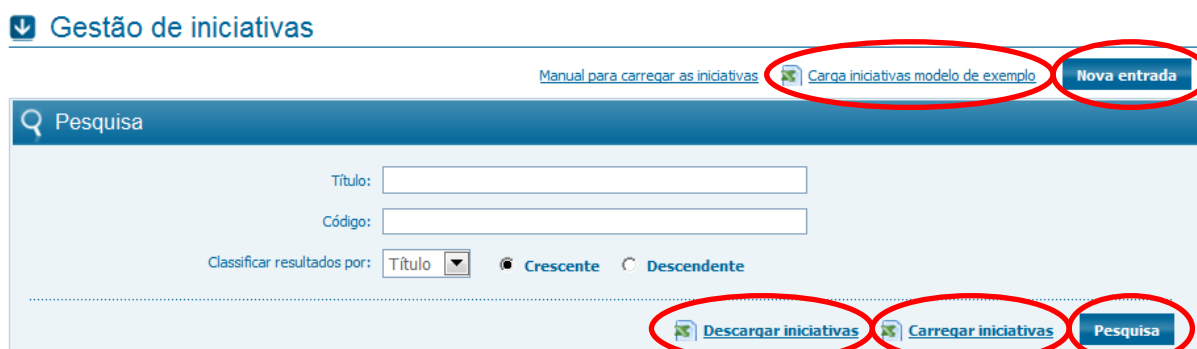 Gestão de iniciativas
Manual para carregar as iniciativas Carga iniciativas modelo de exemplo Nova entrada
Pesquisa
Título:
Código:
Classificar resultados por: Título Crescente Descendente
Descargar iniciativas Carregar iniciativas Pesquisa